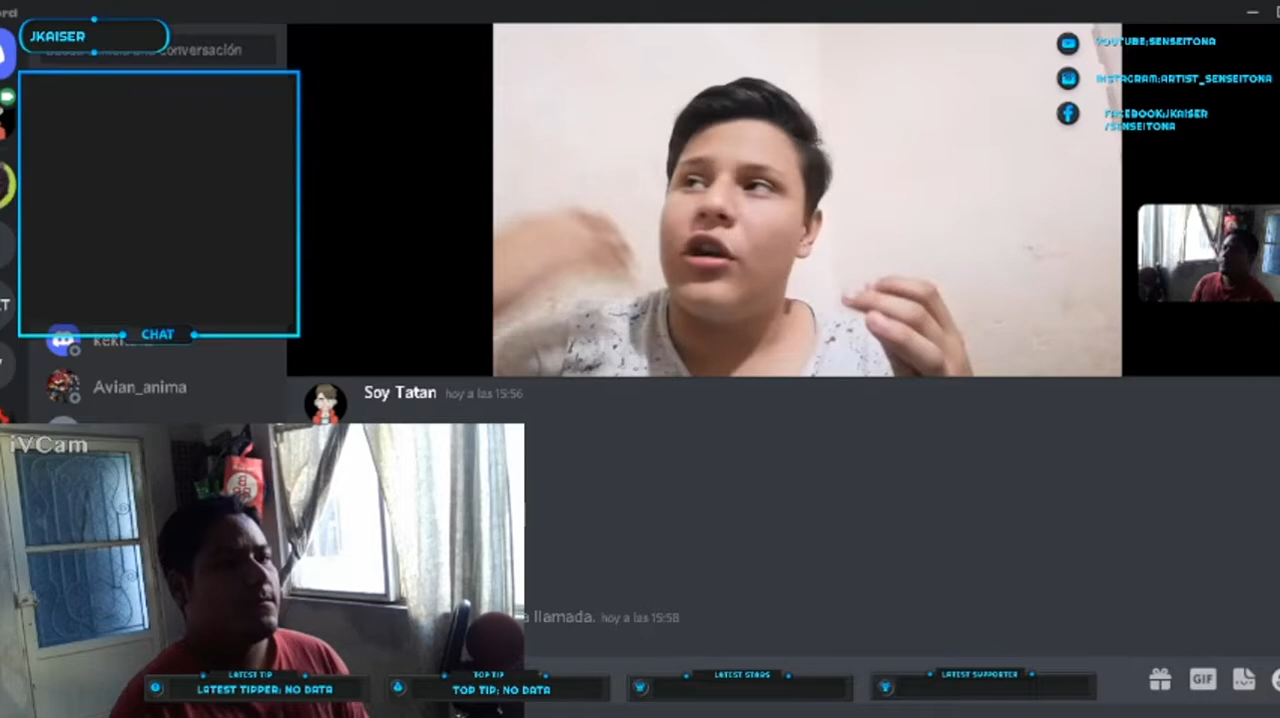 JKAISER
conversación
YOUTUBE:SENSEITONA
INSTAGRAM:ARTIST_SENSEITONA
FACEBOOK:JKAISER
/SENSEITONA
CHAT
Avian_anima
Soy Tatan hoy a las 15:56
iVCam
llamada. hoy a las 15:58
LATEST TIP
LATEST TIPPER: NO DATA
TOP TIP
TOP TIP: NO DATA
LATEST STARS
LATEST SUPPORTER
GIF